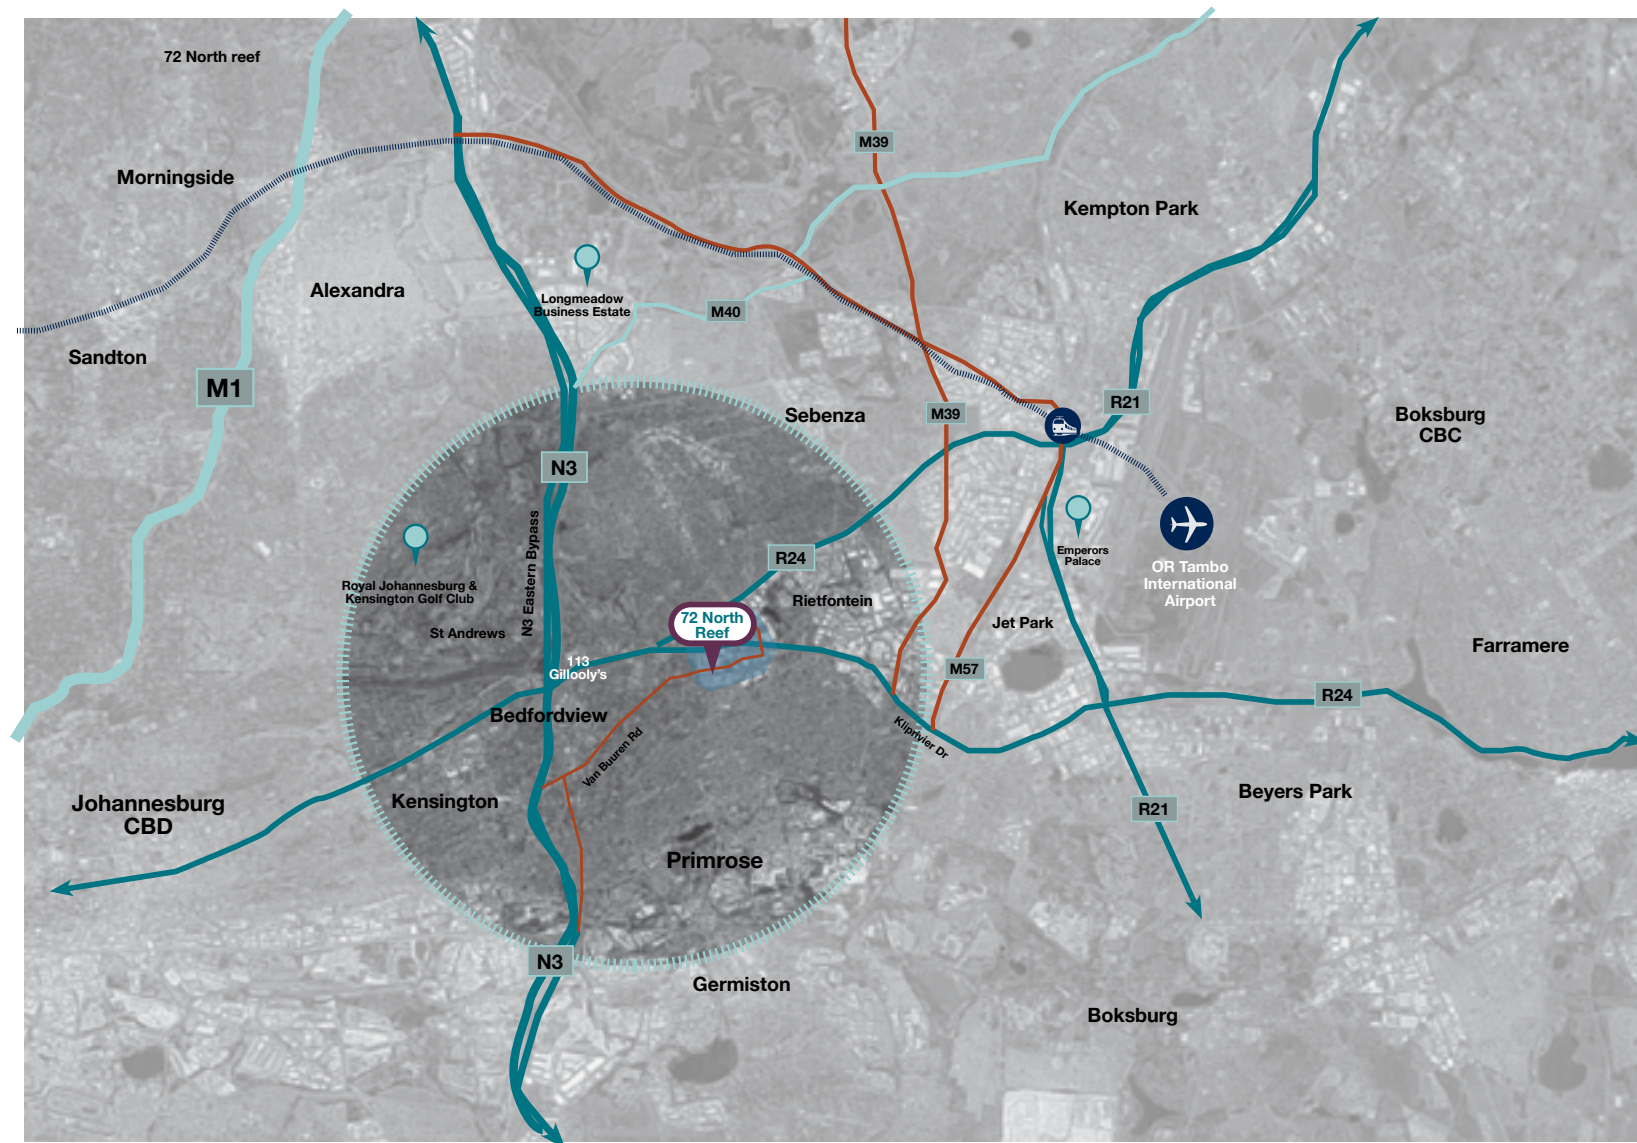 72 North reef
M39
Morningside
Kempton Park
Alexandra
Longmeadow
Business Estate
M40
Sandton
M1
R21
Sebenza
M39
Boksburg
CBC
N3
N3 Eastern Bypass
R24
Emperors
Palace
OR Tambo
International
Airport
Royal Johannesburg &
Kensington Golf Club
Rietfontein
St Andrews
72 North
Reef
Jet Park
Farramere
113
Gillooly's
M57
R24
Bedfordview
Kliprivier Dr
Van Buuren Rd
Johannesburg
CBD
Kensington
Beyers Park
R21
Primrose
N3
Germiston
Boksburg